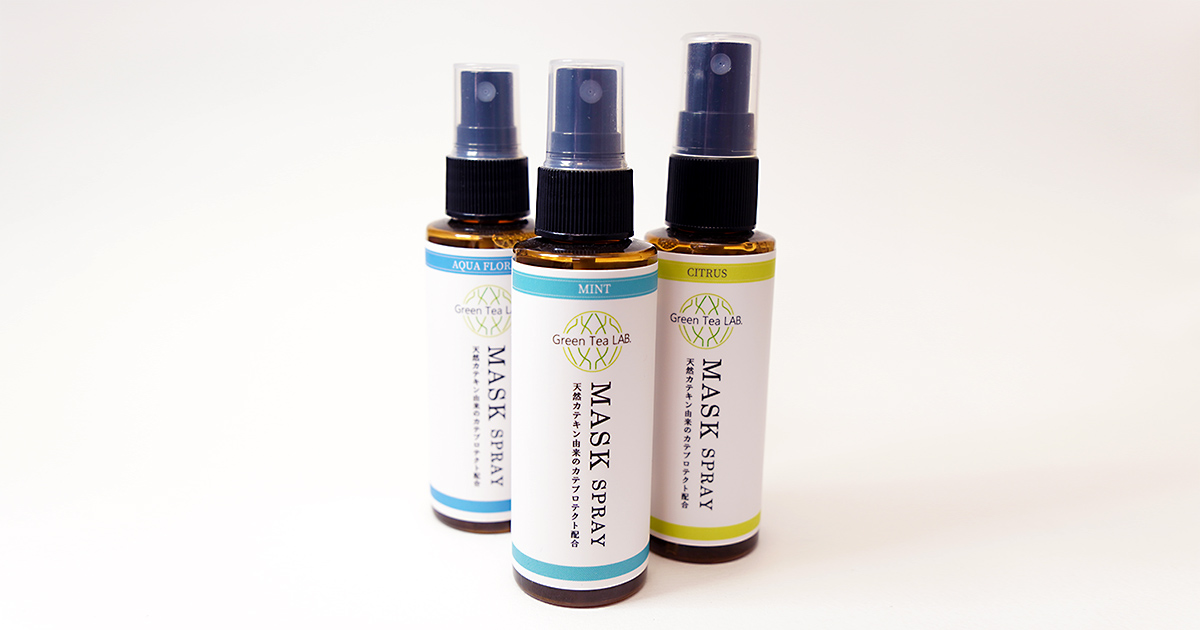 AQUA FLOR
Green Tea LA
MASK SPRAY
天然カテキン由来のカテプロテクト配合
MINT
Green Tea LAB.
MASK SPRAY
天然カテキン由来のカテプロテクト配合
CITRUS
Green Tea LAB.
MASK SPRAY
天然カテキン由来のカテプロテクト配合